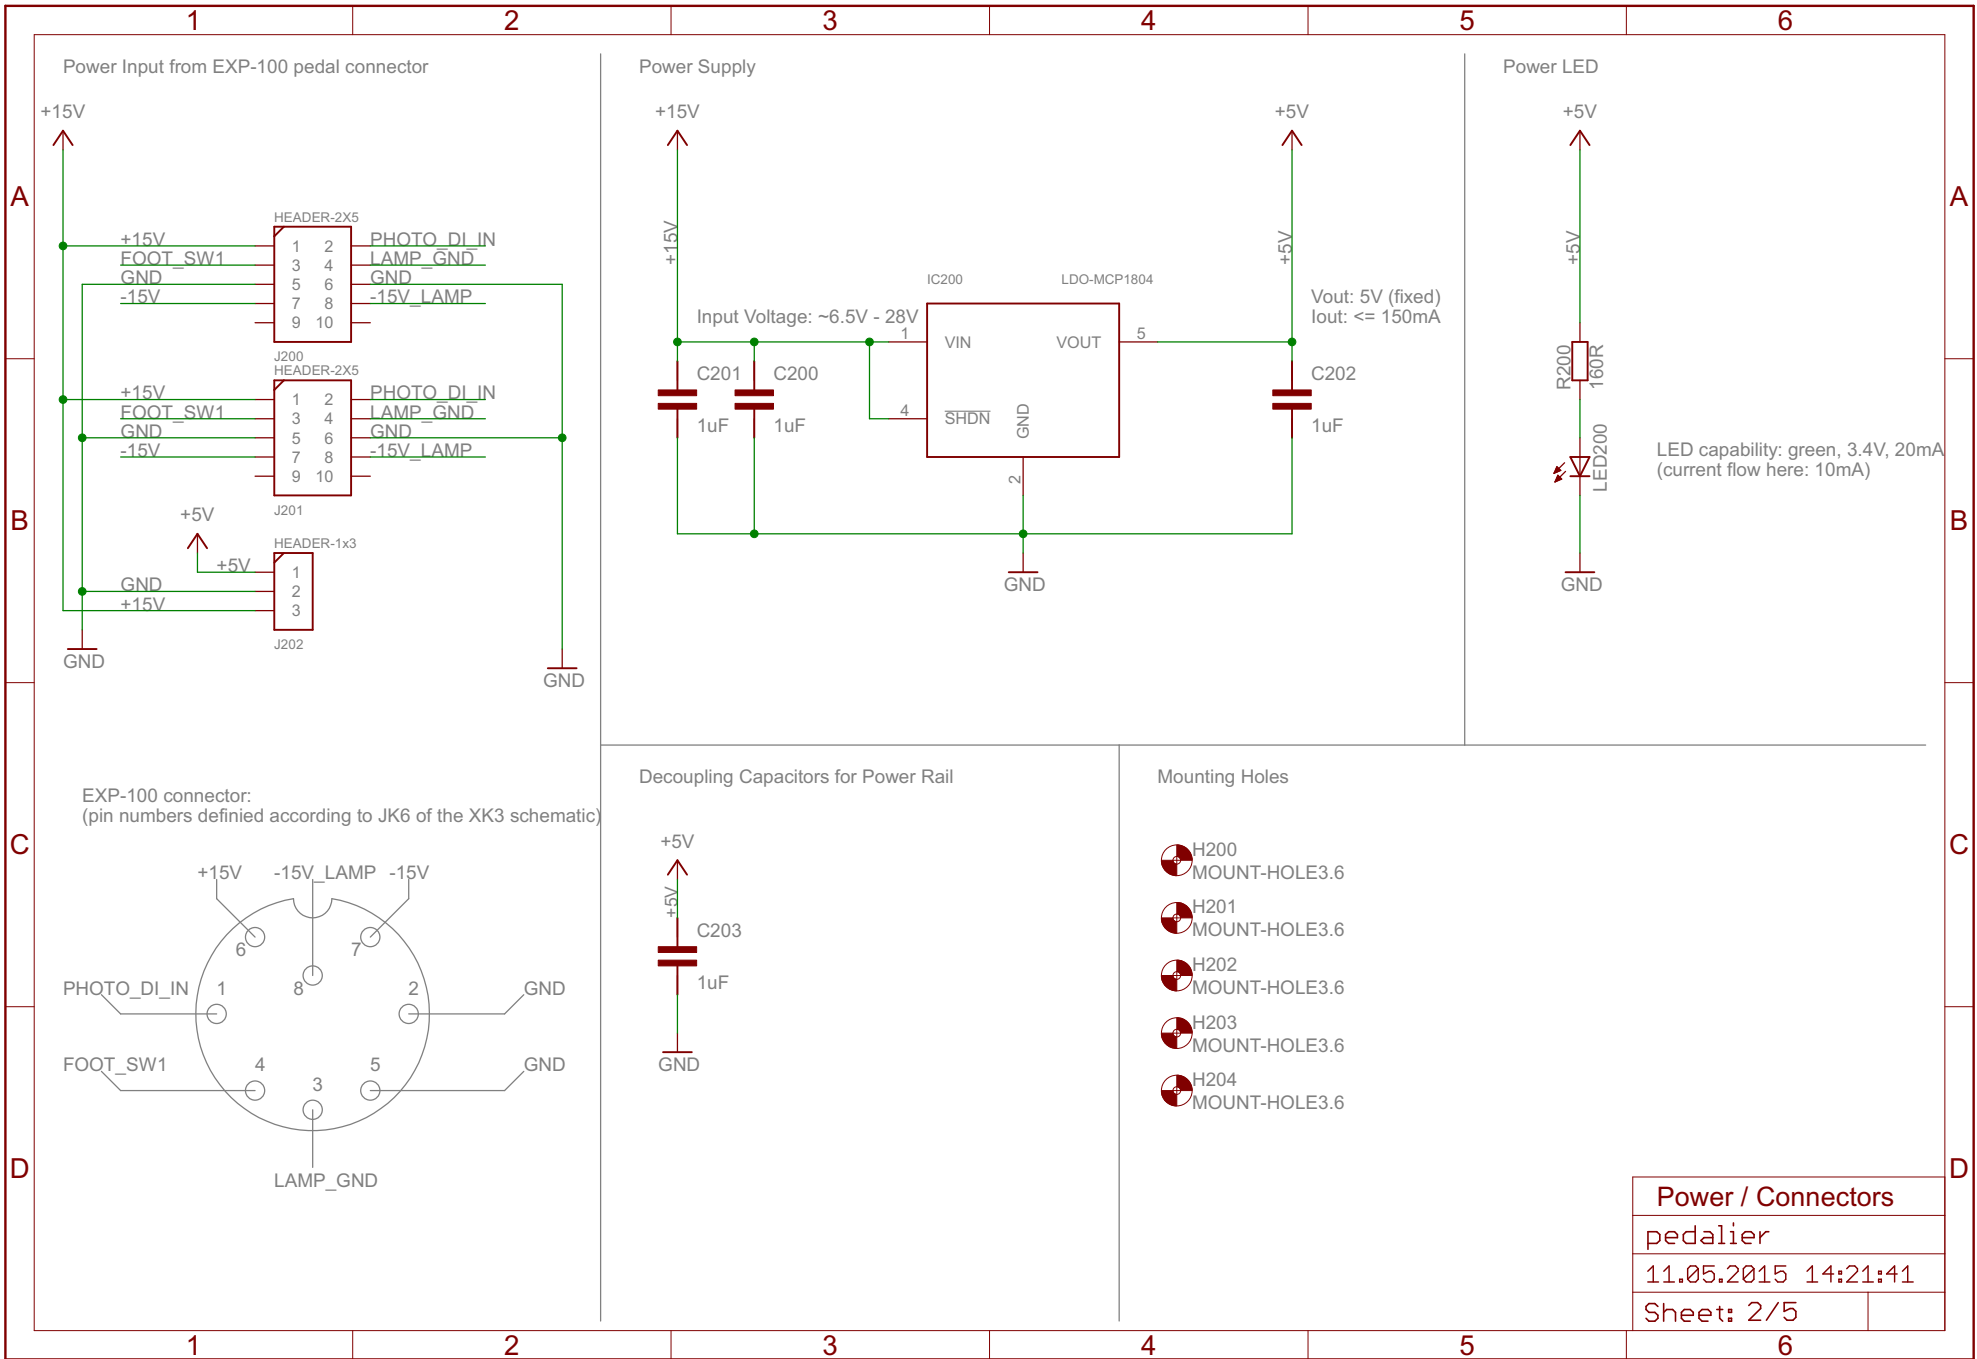 1 2 3 4 5 6
A A
B B
C C
D D
Power Input from EXP-100 pedal connector
+15V
HEADER-2X5
+15V 1 2 PHOTO_DI_IN
FOOT_SW1 3 4 LAMP_GND
GND 5 6 GND
-15V 7 8 -15V_LAMP
9 10
J200
HEADER-2X5
+15V 1 2 PHOTO_DI_IN
FOOT_SW1 3 4 LAMP_GND
GND 5 6 GND
-15V 7 8 -15V_LAMP
9 10
J201
+5V
HEADER-1x3
+5V 1
GND 2
+15V 3
J202
GND
GND
EXP-100 connector:
(pin numbers definied according to JK6 of the XK3 schematic)
+15V -15V_LAMP -15V
6 7
8
PHOTO_DI_IN 1 2 GND
FOOT_SW1 4 5 GND
3
LAMP_GND
Power Supply
+15V +5V
+15V +5V
IC200 LDO-MCP1804
Input Voltage: ~6.5V - 28V
Vout: 5V (fixed)
Iout: <= 150mA
1 VIN VOUT 5
4 SHDN GND
2
C201 C200 C202
1uF 1uF 1uF
GND
Power LED
+5V
+5V
R200
160R
LED200
LED capability: green, 3.4V, 20mA
(current flow here: 10mA)
GND
Decoupling Capacitors for Power Rail
+5V
+5V
C203
1uF
GND
Mounting Holes
H200
MOUNT-HOLE3.6
H201
MOUNT-HOLE3.6
H202
MOUNT-HOLE3.6
H203
MOUNT-HOLE3.6
H204
MOUNT-HOLE3.6
Power / Connectors
pedalier
11.05.2015 14:21:41
Sheet: 2/5
1 2 3 4 5 6